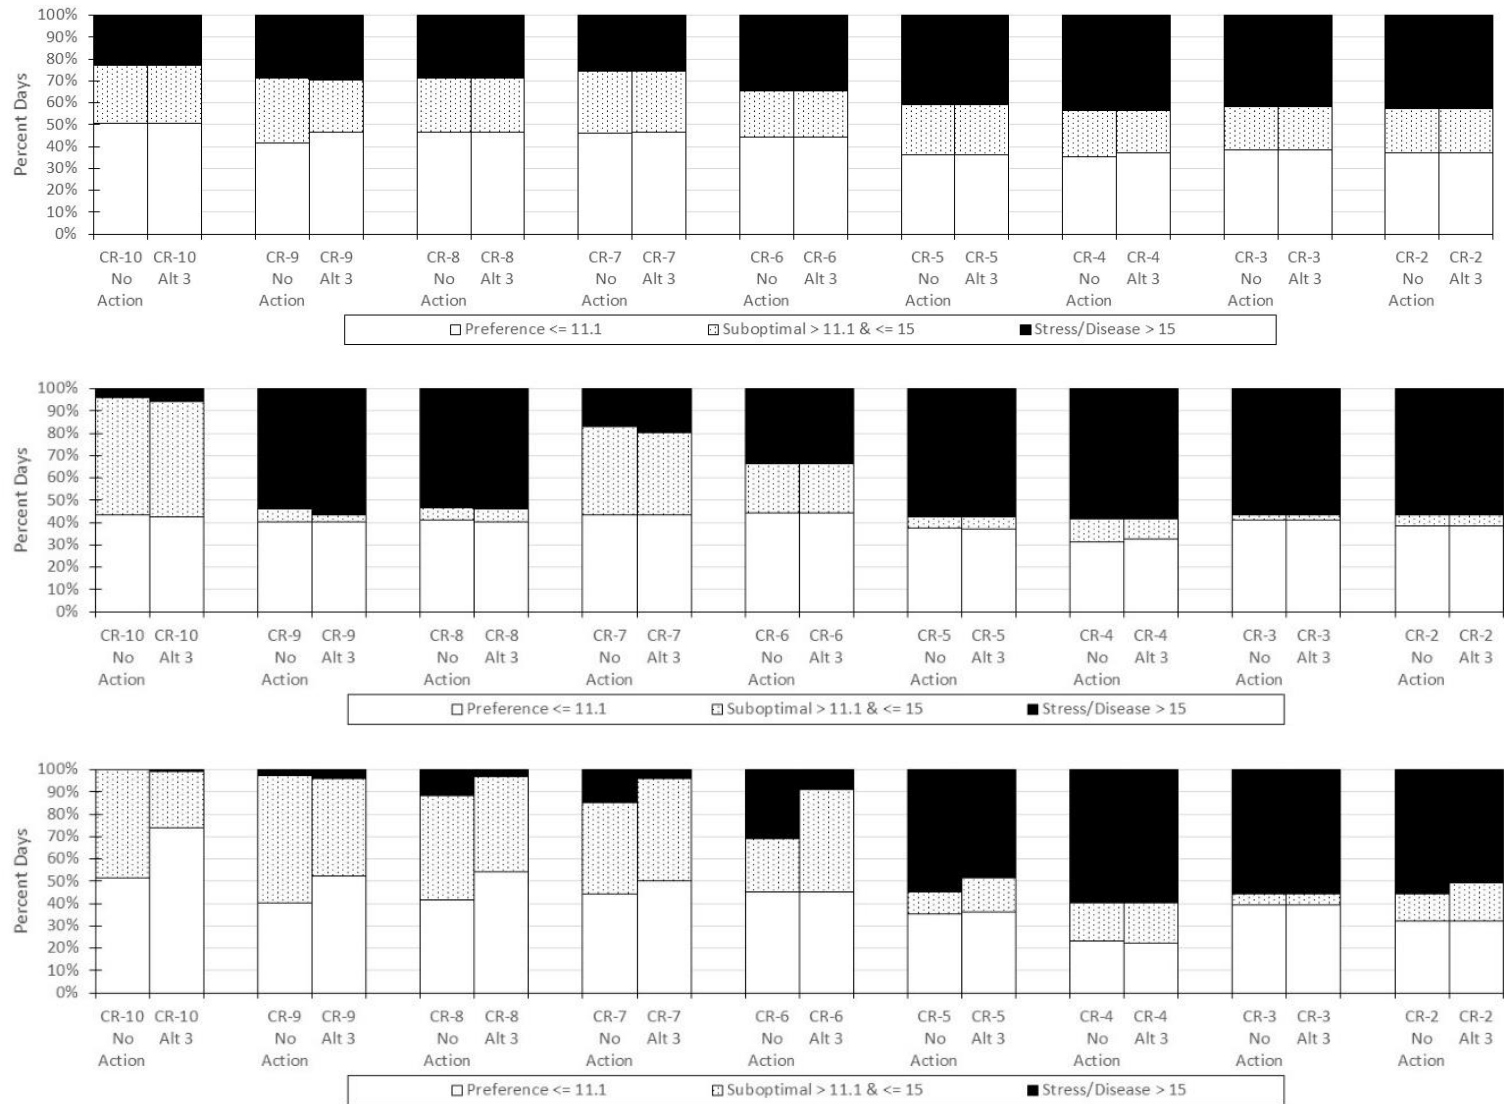 100%
90%
80%
70%
60%
50%
40%
30%
20%
10%
0%
Percent Days
CR-10 CR-10 CR-9 CR-9 CR-8 CR-8 CR-7 CR-7 CR-6 CR-6 CR-5 CR-5 CR-4 CR-4 CR-3 CR-3 CR-2 CR-2
No Alt 3 No Alt 3 No Alt 3 No Alt 3 No Alt 3 No Alt 3 No Alt 3 No Alt 3 No Alt 3
Action Action Action Action Action Action Action Action Action
Preference <= 11.1 Suboptimal > 11.1 & <= 15 Stress/Disease > 15
100%
90%
80%
70%
60%
50%
40%
30%
20%
10%
0%
Percent Days
CR-10 CR-10 CR-9 CR-9 CR-8 CR-8 CR-7 CR-7 CR-6 CR-6 CR-5 CR-5 CR-4 CR-4 CR-3 CR-3 CR-2 CR-2
No Alt 3 No Alt 3 No Alt 3 No Alt 3 No Alt 3 No Alt 3 No Alt 3 No Alt 3 No Alt 3
Action Action Action Action Action Action Action Action Action
Preference <= 11.1 Suboptimal > 11.1 & <= 15 Stress/Disease > 15
100%
90%
80%
70%
60%
50%
40%
30%
20%
10%
0%
Percent Days
CR-10 CR-10 CR-9 CR-9 CR-8 CR-8 CR-7 CR-7 CR-6 CR-6 CR-5 CR-5 CR-4 CR-4 CR-3 CR-3 CR-2 CR-2
No Alt 3 No Alt 3 No Alt 3 No Alt 3 No Alt 3 No Alt 3 No Alt 3 No Alt 3 No Alt 3
Action Action Action Action Action Action Action Action Action
Preference <= 11.1 Suboptimal > 11.1 & <= 15 Stress/Disease > 15